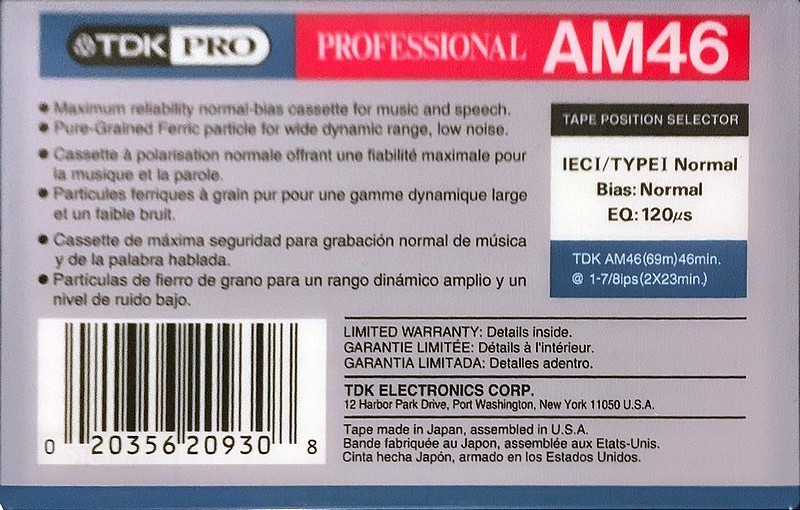 TDK PRO PROFESSIONAL AM46
● Maximum reliability normal-bias cassette for music and speech.
● Pure-Grained Ferric particle for wide dynamic range, low noise.
● Cassette à polarisation normale offrant une fiabilité maximale pour
la musique et la parole.
● Particules ferriques à grain pur pour une gamme dynamique large
et un faible bruit.
● Cassette de máxima seguridad para grabación normal de música
y de la palabra hablada.
● Partículas de fierro de grano para un rango dinámico amplio y un
nivel de ruido bajo.
TAPE POSITION SELECTOR
IECI/TYPEI Normal
Bias: Normal
EQ: 120µs
TDK AM46(69m)46min.
@ 1-7/8ips(2X23min.)
0 20356 20930 8
LIMITED WARRANTY: Details inside.
GARANTIE LIMITÉE: Détails à l'intérieur.
GARANTIA LIMITADA: Detalles adentro.
TDK ELECTRONICS CORP.
12 Harbor Park Drive, Port Washington, New York 11050 U.S.A.
Tape made in Japan, assembled in U.S.A.
Bande fabriquée au Japon, assemblée aux Etats-Unis.
Cinta hecha Japón, armado en los Estados Unidos.